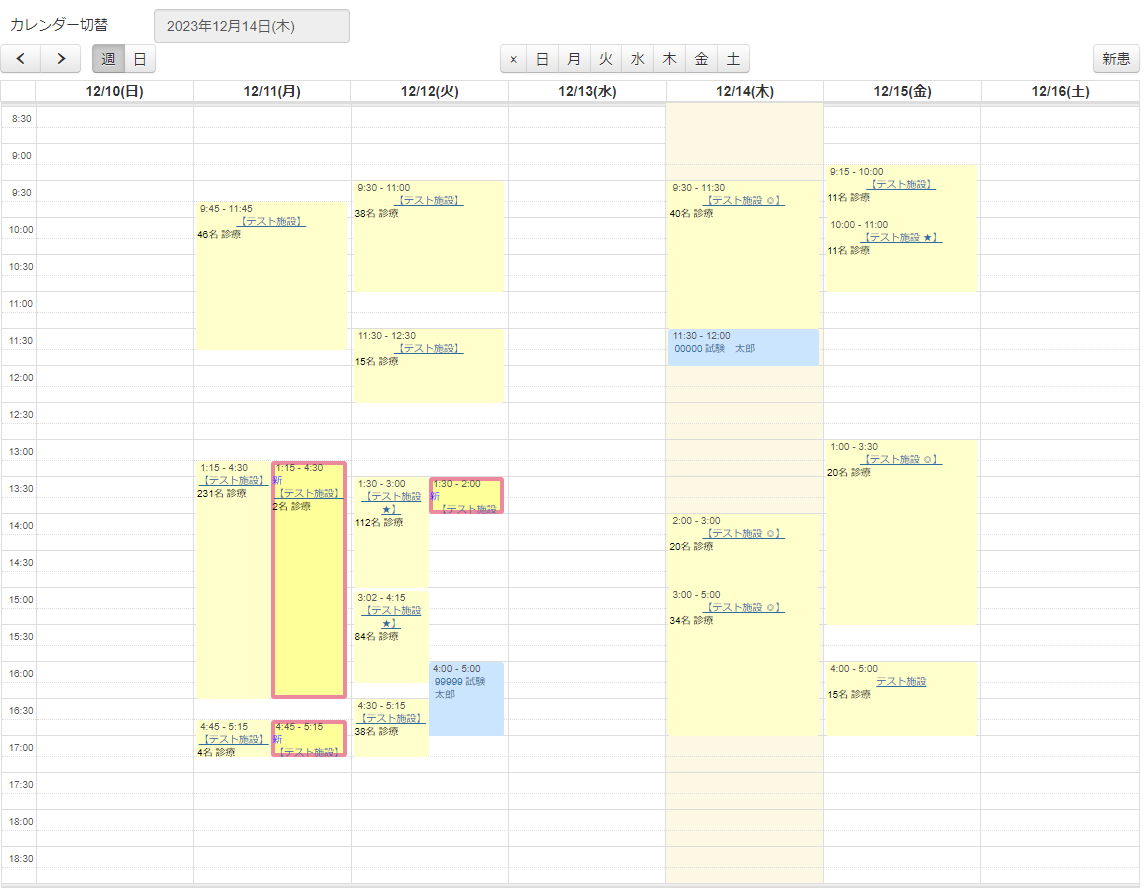 カレンダー切替
2023年12月14日(木)
< > 週 日 × 日 月 火 水 木 金 土 新患
12/10(日) 12/11(月) 12/12(火) 12/13(水) 12/14(木) 12/15(金) 12/16(土)
8:30
9:00
9:30
10:00
10:30
11:00
11:30
12:00
12:30
13:00
13:30
14:00
14:30
15:00
15:30
16:00
16:30
17:00
17:30
18:00
18:30
9:45 - 11:45
【テスト施設】
46名 診療
1:15 - 4:30
【テスト施設】
231名 診療
1:15 - 4:30
新
【テスト施設】
2名 診療
4:45 - 5:15
【テスト施設】
4名 診療
4:45 - 5:15
新
【テスト施設】
9:30 - 11:00
【テスト施設】
38名 診療
11:30 - 12:30
【テスト施設】
15名 診療
1:30 - 3:00
【テスト施設
★】
112名 診療
1:30 - 2:00
新
【テスト施設
3:02 - 4:15
【テスト施設
★】
84名 診療
4:00 - 5:00
99999 試験
太郎
4:30 - 5:15
【テスト施設】
38名 診療
9:30 - 11:30
【テスト施設 ◎】
40名 診療
11:30 - 12:00
00000 試験　太郎
2:00 - 3:00
【テスト施設 ◎】
20名 診療
3:00 - 5:00
【テスト施設 ◎】
34名 診療
9:15 - 10:00
【テスト施設】
11名 診療
10:00 - 11:00
【テスト施設 ★】
11名 診療
1:00 - 3:30
【テスト施設 ◎】
20名 診療
4:00 - 5:00
テスト施設
15名 診療